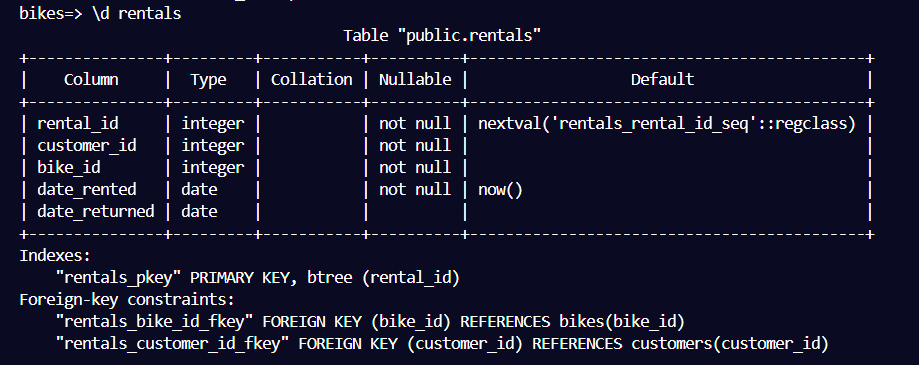 bikes=> \d rentals
                                        Table "public.rentals"
+---------------+---------+-----------+----------+--------------------------------------------+
|    Column     |  Type   | Collation | Nullable |                  Default                   |
+---------------+---------+-----------+----------+--------------------------------------------+
| rental_id     | integer |           | not null | nextval('rentals_rental_id_seq'::regclass) |
| customer_id   | integer |           | not null |                                            |
| bike_id       | integer |           | not null |                                            |
| date_rented   | date    |           | not null | now()                                      |
| date_returned | date    |           |          |                                            |
+---------------+---------+-----------+----------+--------------------------------------------+
Indexes:
    "rentals_pkey" PRIMARY KEY, btree (rental_id)
Foreign-key constraints:
    "rentals_bike_id_fkey" FOREIGN KEY (bike_id) REFERENCES bikes(bike_id)
    "rentals_customer_id_fkey" FOREIGN KEY (customer_id) REFERENCES customers(customer_id)